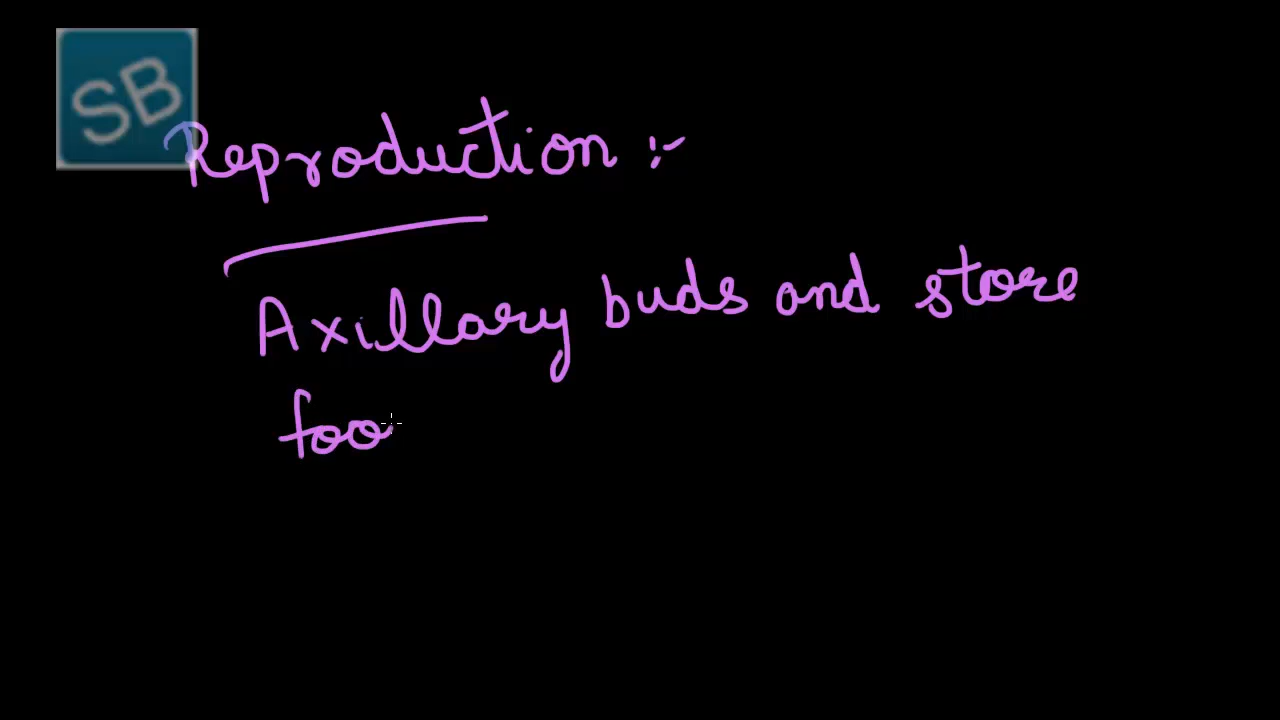 SB
Reproduction :-
Axillary buds and store
foo